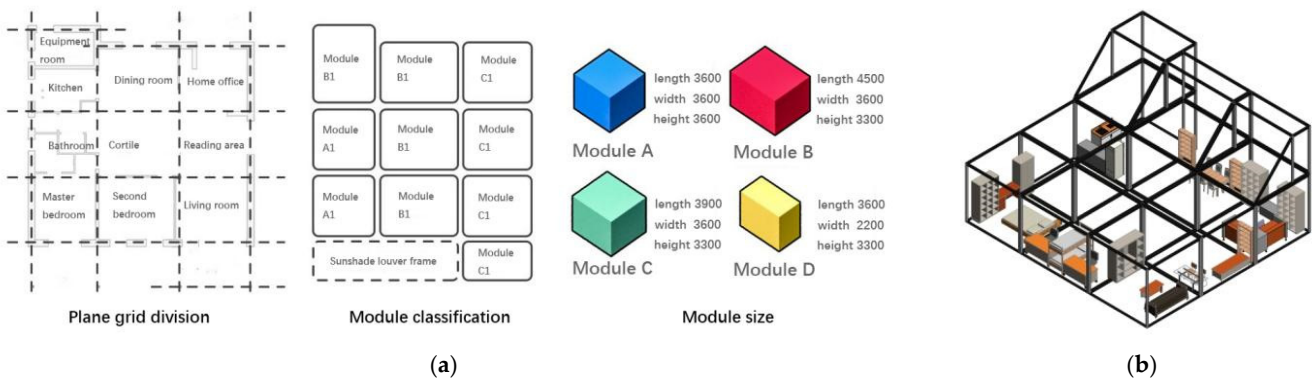 Equipment
room
Kitchen
Dining room
Home office
Bathroom
Cortile
Reading area
Master
bedroom
Second
bedroom
Living room
Plane grid division
Module
B1
Module
B1
Module
C1
Module
A1
Module
B1
Module
C1
Module
A1
Module
B1
Module
C1
Sunshade louver frame
Module
C1
Module classification
length 3600
width 3600
height 3600
Module A
length 4500
width 3600
height 3300
Module B
length 3900
width 3600
height 3300
Module C
length 3600
width 2200
height 3300
Module D
Module size
(a)
(b)